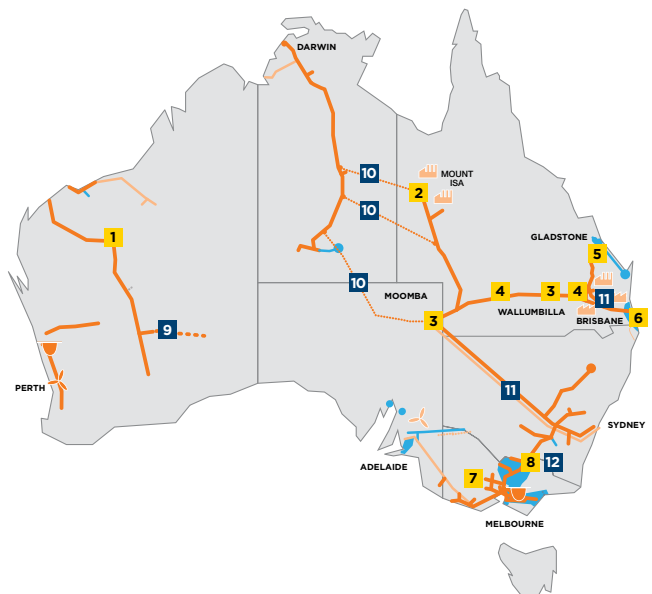 DARWIN
10
2
MOUNT
ISA
10
1
GLADSTONE
5
10
MOOMBA
4
3
4
11
WALLUMBILLA
BRISBANE
6
3
9
PERTH
11
SYDNEY
ADELAIDE
8
12
7
MELBOURNE